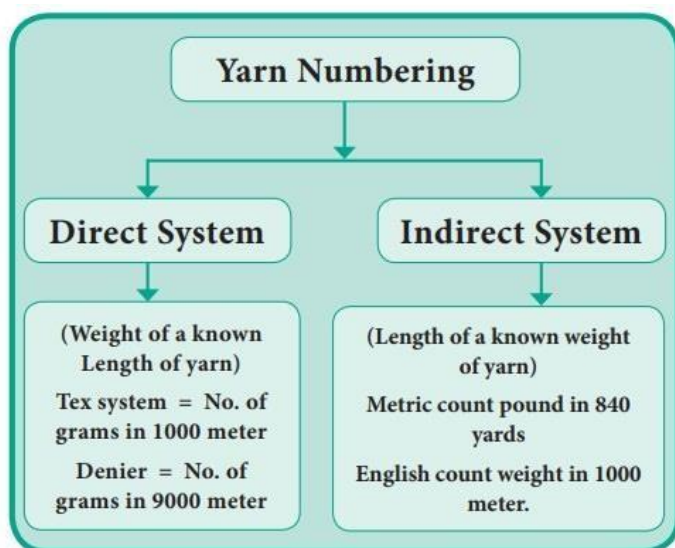 Yarn Numbering
Direct System
Indirect System
(Weight of a known
Length of yarn)
Tex system = No. of
grams in 1000 meter
Denier = No. of
grams in 9000 meter
(Length of a known weight
of yarn)
Metric count pound in 840
yards
English count weight in 1000
meter.